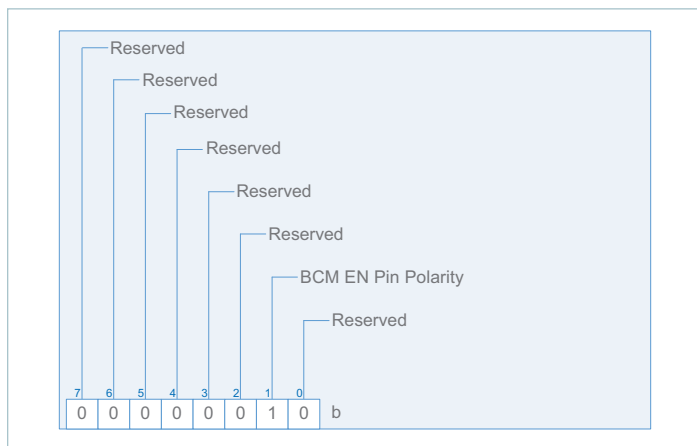 Reserved
Reserved
Reserved
Reserved
Reserved
Reserved
BCM EN Pin Polarity
Reserved
7 6 5 4 3 2 1 0
0 0 0 0 0 0 1 0 b